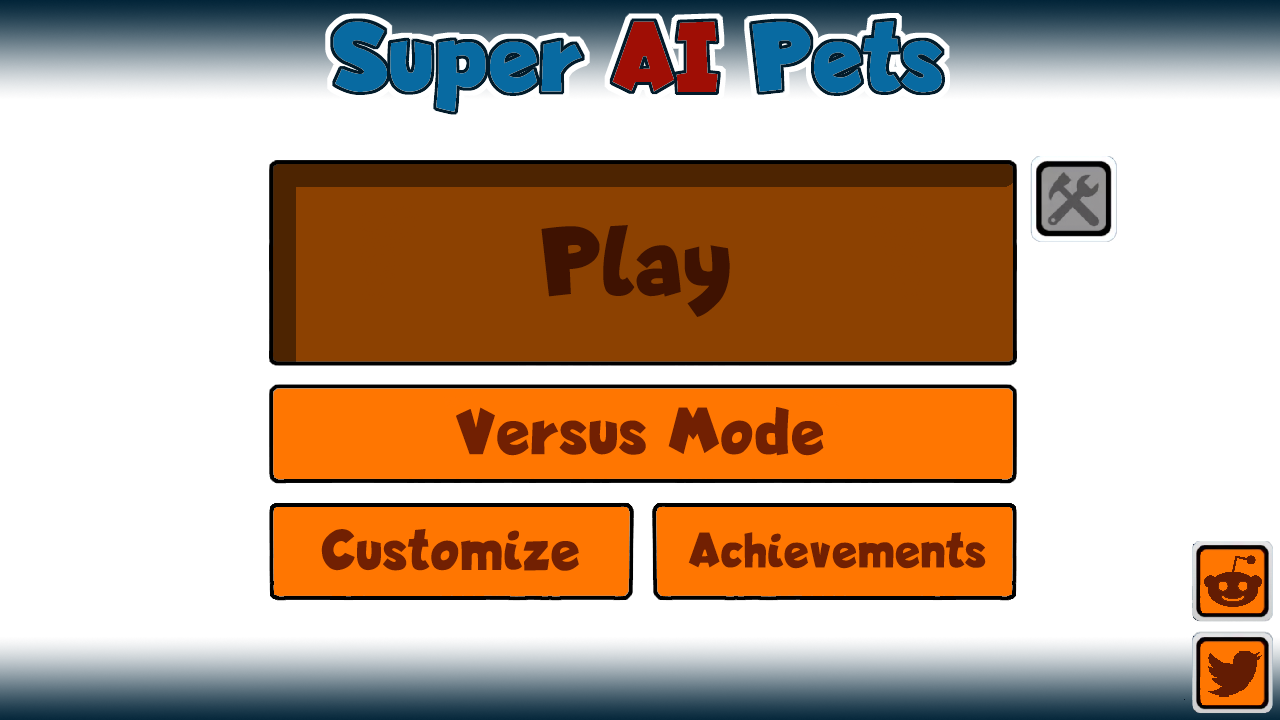 Super AI Pets
Play
Versus Mode
Customize
Achievements